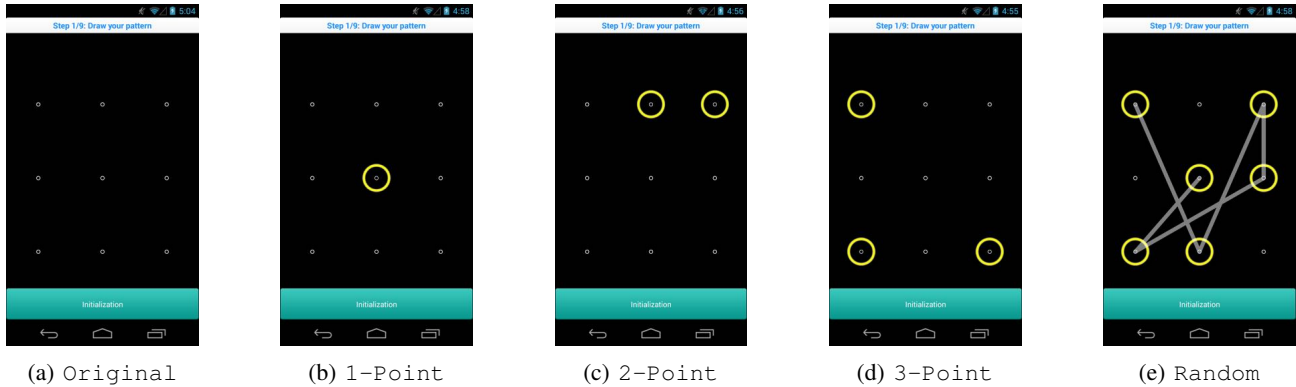 5:04
Step 1/9: Draw your pattern
Initialization
(a) Original
4:58
Step 1/9: Draw your pattern
Initialization
(b) 1-Point
4:56
Step 1/9: Draw your pattern
Initialization
(c) 2-Point
4:55
Step 1/9: Draw your pattern
Initialization
(d) 3-Point
4:58
Step 1/9: Draw your pattern
Initialization
(e) Random